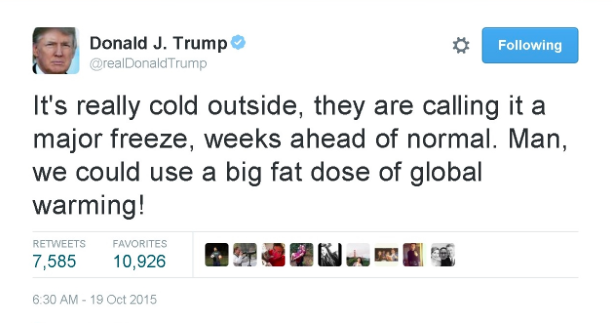 Donald J. Trump
@realDonaldTrump
Following
It's really cold outside, they are calling it a
major freeze, weeks ahead of normal. Man,
we could use a big fat dose of global
warming!
RETWEETS FAVORITES
7,585 10,926
6:30 AM - 19 Oct 2015